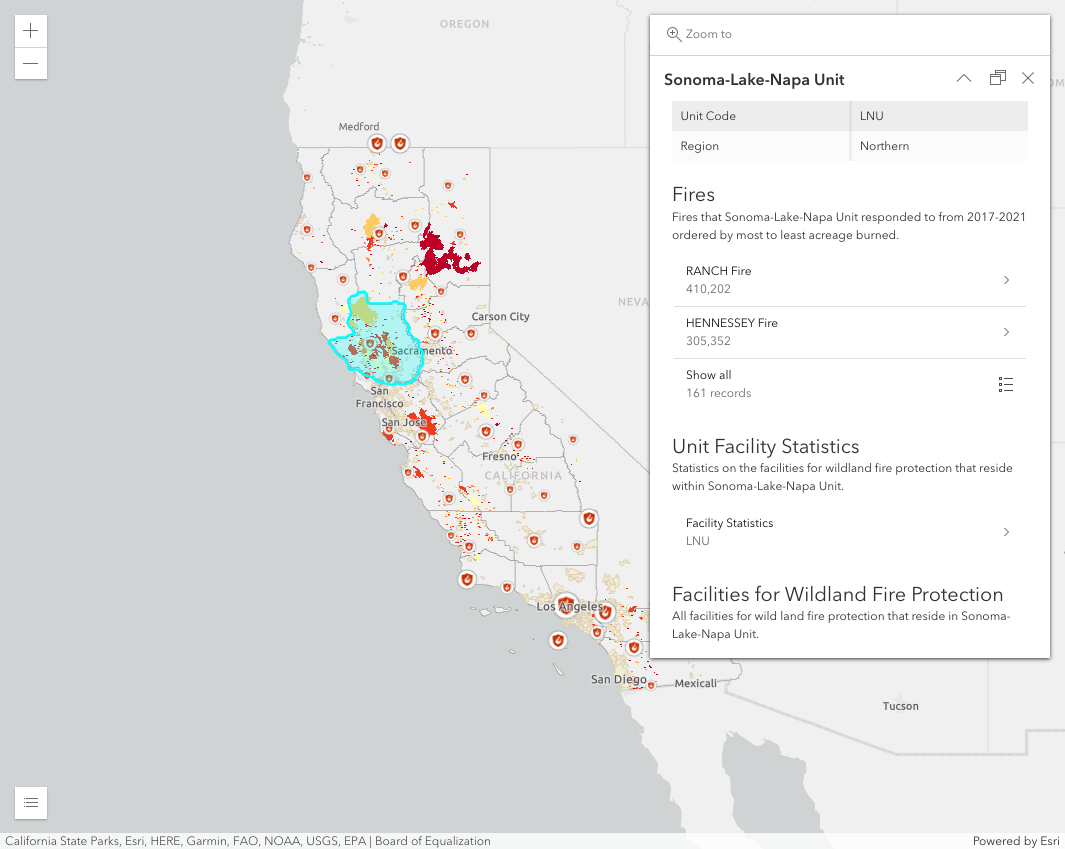 OREGON
Medford
Carson City
NEVA
Sacramento
San
Francisco
San Jose
Fresno
CALIFORNIA
Los Angeles
San Diego
Mexicali
Tucson
Zoom to
Sonoma-Lake-Napa Unit
Unit Code LNU
Region Northern
Fires
Fires that Sonoma-Lake-Napa Unit responded to from 2017-2021
ordered by most to least acreage burned.
RANCH Fire
410,202
HENNESSEY Fire
305,352
Show all
161 records
Unit Facility Statistics
Statistics on the facilities for wildland fire protection that reside
within Sonoma-Lake-Napa Unit.
Facility Statistics
LNU
Facilities for Wildland Fire Protection
All facilities for wild land fire protection that reside in Sonoma-
Lake-Napa Unit.
California State Parks, Esri, HERE, Garmin, FAO, NOAA, USGS, EPA | Board of Equalization
Powered by Esri